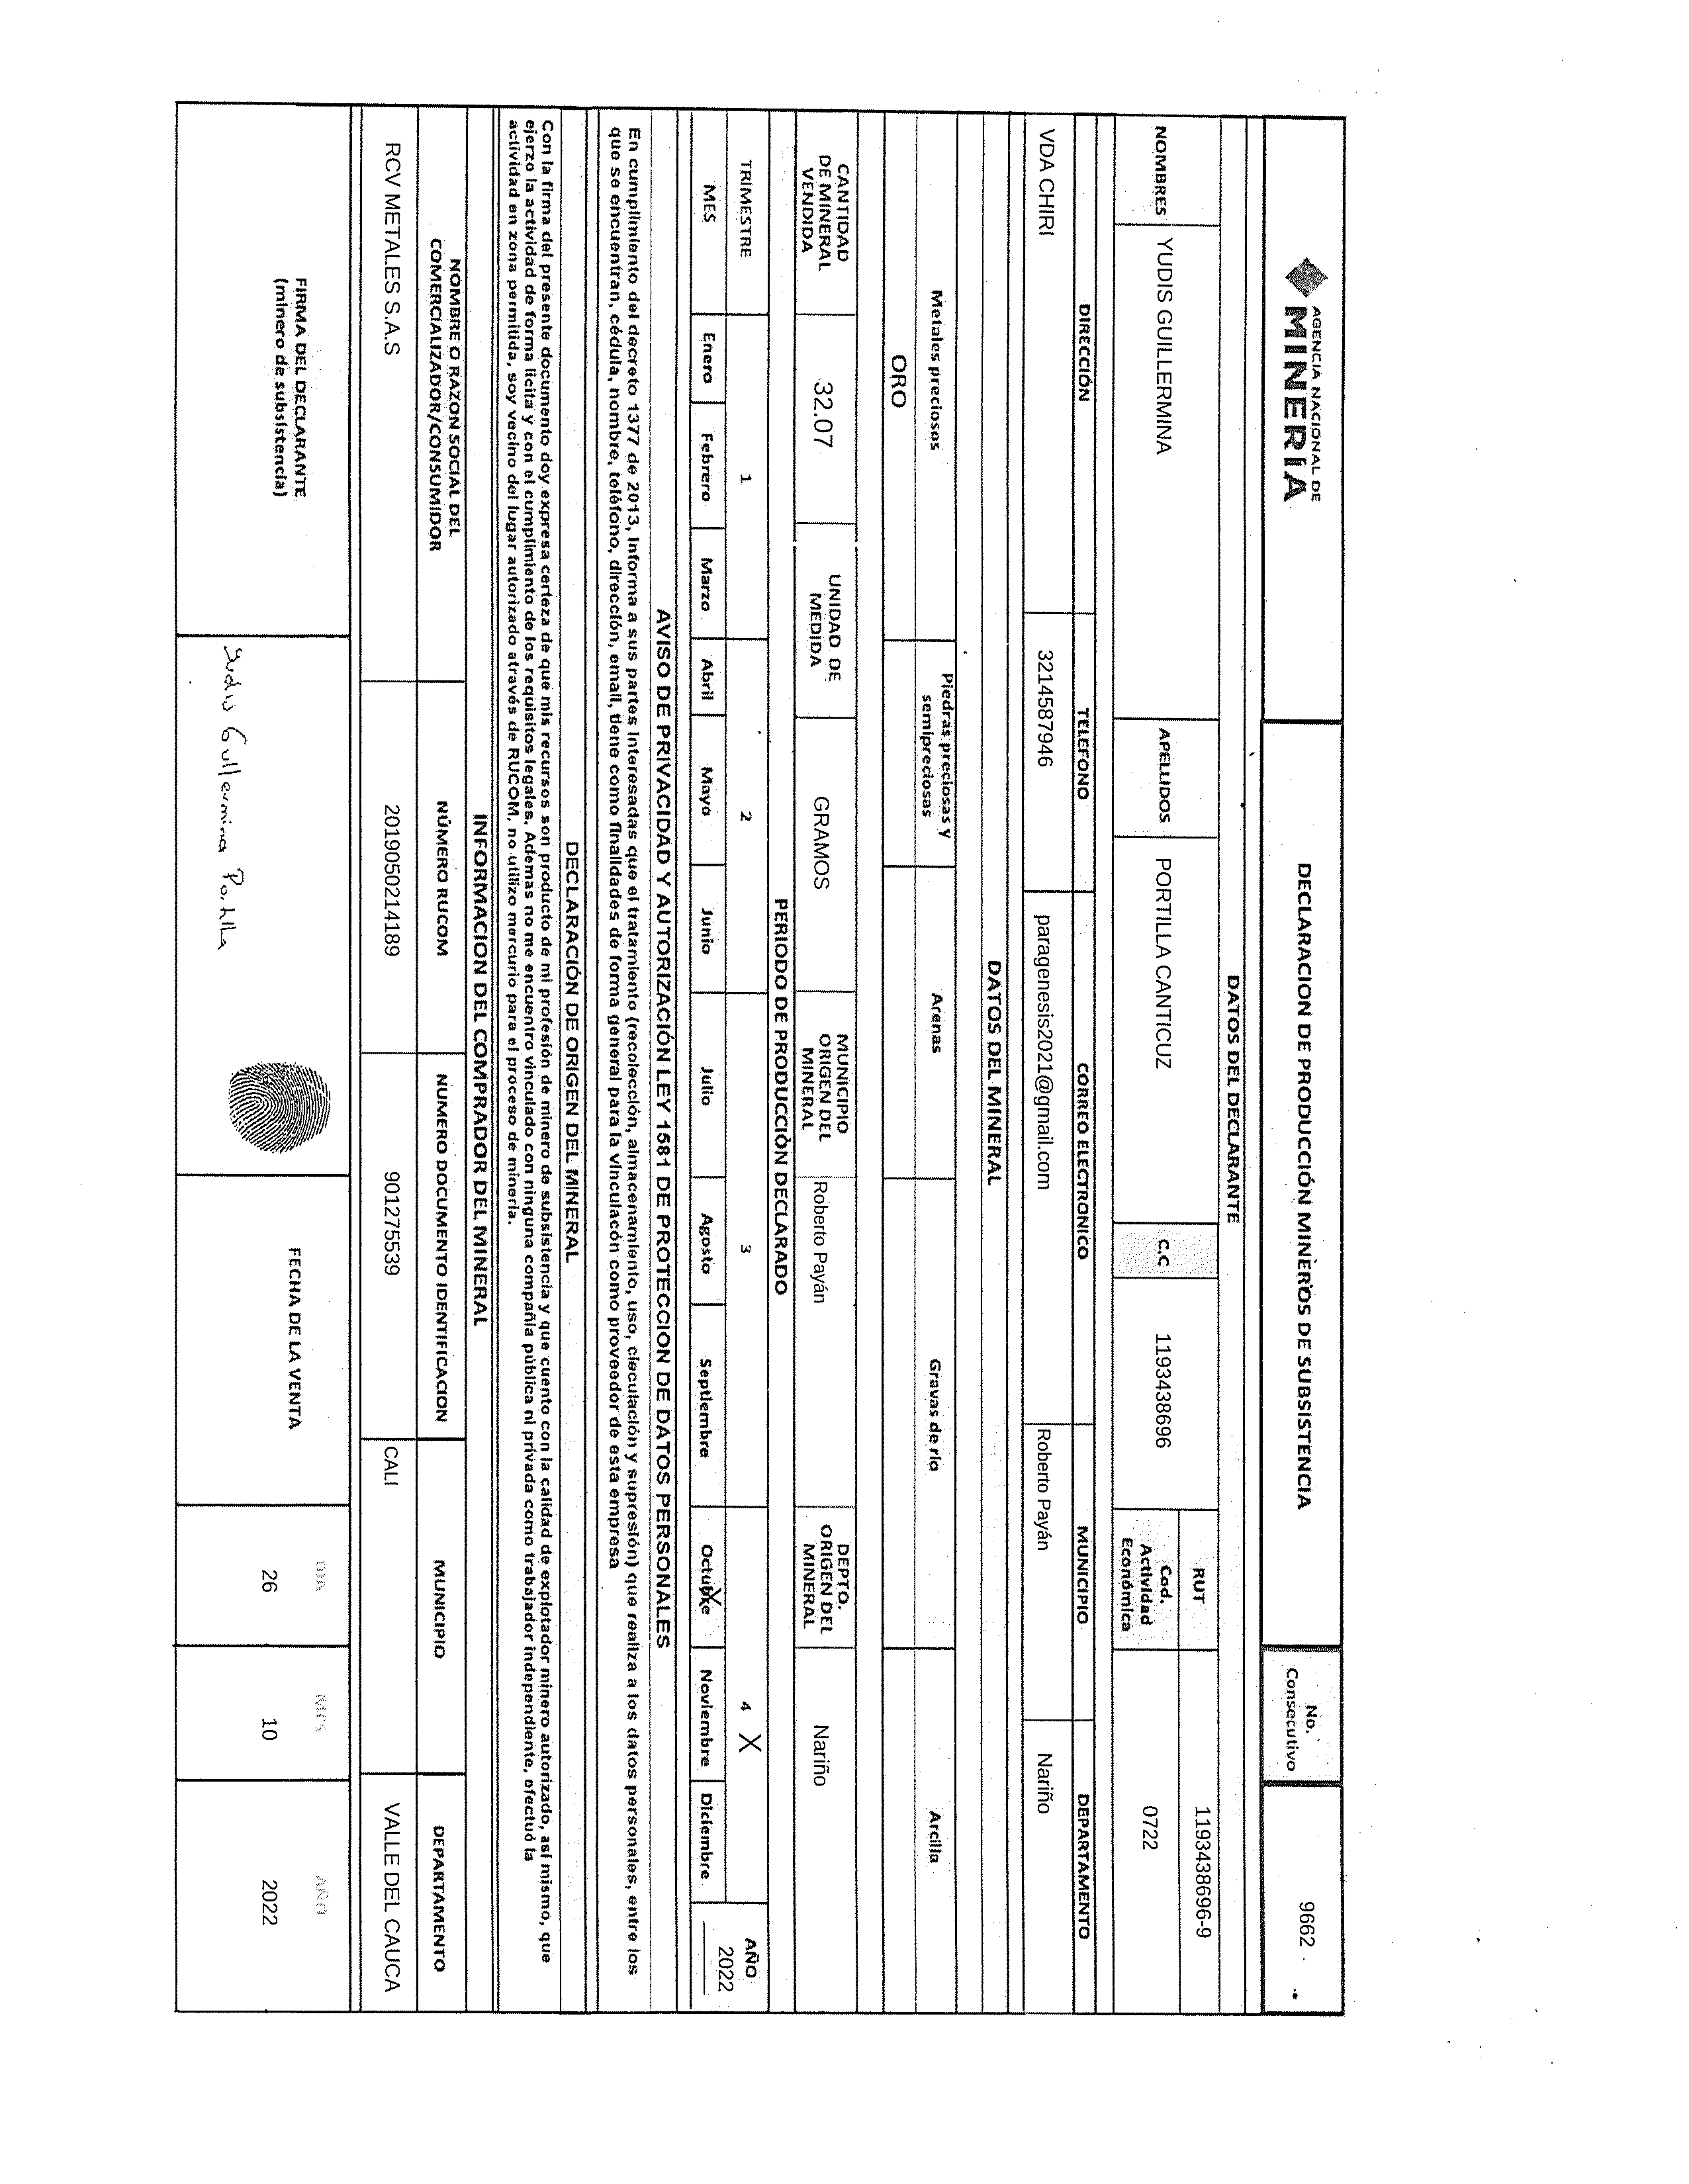 AGENCIA NACIONAL DE
MINERÍA
DECLARACION DE PRODUCCIÓN MINEROS DE SUBSISTENCIA
No.
Consecutivo
9662
DATOS DEL DECLARANTE
NOMBRES
YUDIS GUILLERMINA
APELLIDOS
PORTILLA CANTICUZ
C.C
1193438696
RUT
1193438696-9
Cod.
Actividad
Económica
0722
DIRECCIÓN
TELEFONO
CORREO ELECTRONICO
MUNICIPIO
DEPARTAMENTO
VDA CHIRI
3214587946
paragenesis2021@gmail.com
Roberto Payán
Nariño
DATOS DEL MINERAL
Metales preciosos
Piedras preciosas y
semipreciosas
Arenas
Gravas de río
Arcilla
ORO
CANTIDAD
DE MINERAL
VENDIDA
32.07
UNIDAD DE
MEDIDA
GRAMOS
MUNICIPIO
ORIGEN DEL
MINERAL
Roberto Payán
DEPTO.
ORIGEN DEL
MINERAL
Nariño
PERIODO DE PRODUCCIÓN DECLARADO
TRIMESTRE
1
2
3
4 X
AÑO
2022
MES
Enero
Febrero
Marzo
Abril
Mayo
Junio
Julio
Agosto
Septiembre
Octubre X
Noviembre
Diciembre
AVISO DE PRIVACIDAD Y AUTORIZACIÓN LEY 1581 DE PROTECCION DE DATOS PERSONALES
En cumplimiento del decreto 1377 de 2013, Informa a sus partes Interesadas que el tratamiento (recolección, almacenamiento, uso, cieculación y supresión) que realiza a los datos personales, entre los
que se encuentran, cédula, nombre, teléfono, dirección, email, tiene como finalidades de forma general para la vinculacón como proveedor de esta empresa
DECLARACIÓN DE ORIGEN DEL MINERAL
Con la firma del presente documento doy expresa certeza de que mis recursos son producto de mi profesión de minero de subsistencia y que cuento con la calidad de explotador minero autorizado, así mismo, que
ejerzo la actividad de forma licita y con el cumplimiento de los requisitos legales. Además no me encuentro vinculado con ninguna compañía pública ni privada como trabajador independiente, efectuó la
actividad en zona permitida, soy vecino del lugar autorizado através de RUCOM, no utilizo mercurio para el proceso de minería.
INFORMACION DEL COMPRADOR DEL MINERAL
NOMBRE O RAZON SOCIAL DEL
COMERCIALIZADOR/CONSUMIDOR
NÚMERO RUCOM
NUMERO DOCUMENTO IDENTIFICACION
MUNICIPIO
DEPARTAMENTO
RCV METALES S.A.S
2019050214189
901275539
CALI
VALLE DEL CAUCA
FIRMA DEL DECLARANTE
(minero de subsistencia)
Yudis Guillermina Portilla
FECHA DE LA VENTA
DIA
MES
AÑO
26
10
2022